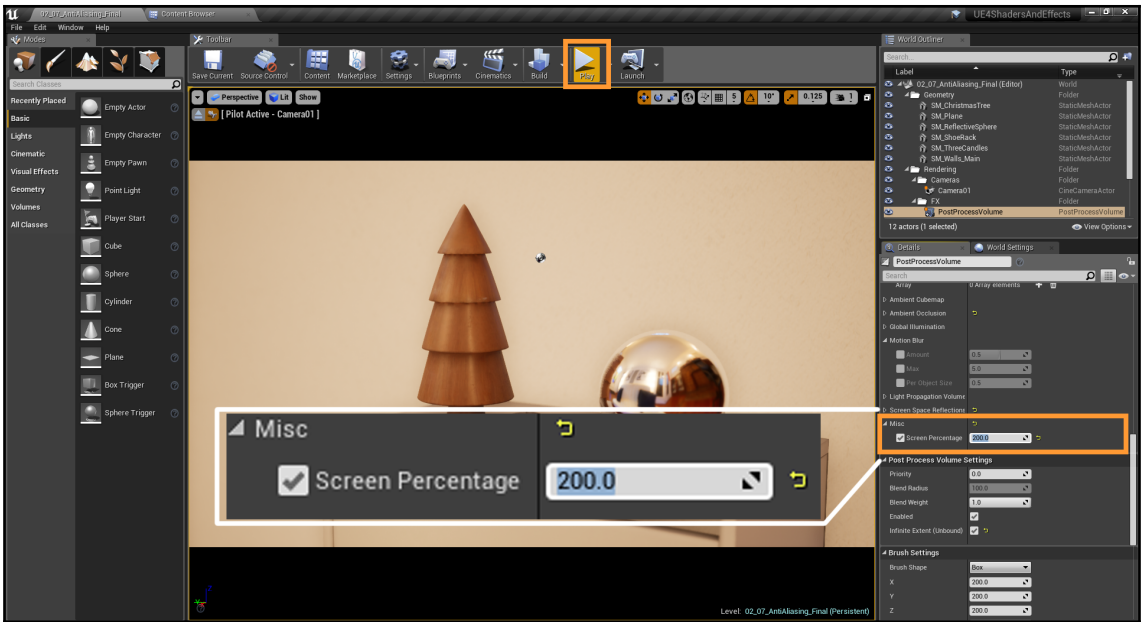 02_07_AntiAliasing_Final
Content Browser
UE4ShadersAndEffects
File Edit Window Help
Modes
Toolbar
World Outliner
Search Classes
Save Current Source Control Content Marketplace Settings Blueprints Cinematics Build Play Launch
Search...
Label Type
02_07_AntiAliasing_Final (Editor) World
Geometry Folder
SM_ChristmasTree StaticMeshActor
SM_Plane StaticMeshActor
SM_ReflectiveSphere StaticMeshActor
SM_ShoeRack StaticMeshActor
SM_ThreeCandles StaticMeshActor
SM_Walls_Main StaticMeshActor
Rendering Folder
Cameras Folder
Camera01 CineCameraActor
FX Folder
PostProcessVolume PostProcessVolume
12 actors (1 selected) View Options
Recently Placed
Basic
Lights
Cinematic
Visual Effects
Geometry
Volumes
All Classes
Empty Actor
Empty Character
Empty Pawn
Point Light
Player Start
Cube
Sphere
Cylinder
Cone
Plane
Box Trigger
Sphere Trigger
Perspective Lit Show 5 10° 0.125 1
[ Pilot Active - Camera01 ]
Misc
Screen Percentage 200.0
Level: 02_07_AntiAliasing_Final (Persistent)
Details World Settings
PostProcessVolume
Search
Array 0 Array elements
Ambient Cubemap
Ambient Occlusion
Global Illumination
Motion Blur
Amount 0.5
Max 5.0
Per Object Size 0.5
Light Propagation Volume
Screen Space Reflections
Misc
Screen Percentage 200.0
Post Process Volume Settings
Priority 0.0
Blend Radius 100.0
Blend Weight 1.0
Enabled
Infinite Extent (Unbound)
Brush Settings
Brush Shape Box
X 200.0
Y 200.0
Z 200.0